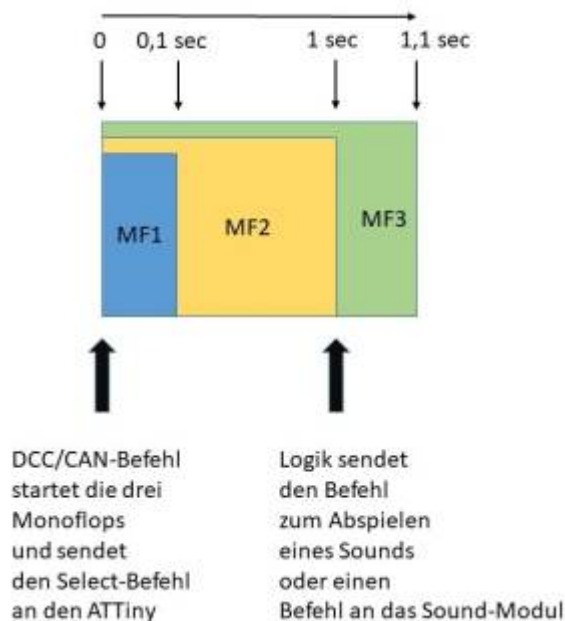 0 0,1 sec 1 sec 1,1 sec
MF1 MF2 MF3
DCC/CAN-Befehl
startet die drei
Monoflops
und sendet
den Select-Befehl
an den ATTiny
Logik sendet
den Befehl
zum Abspielen
eines Sounds
oder einen
Befehl an das Sound-Modul